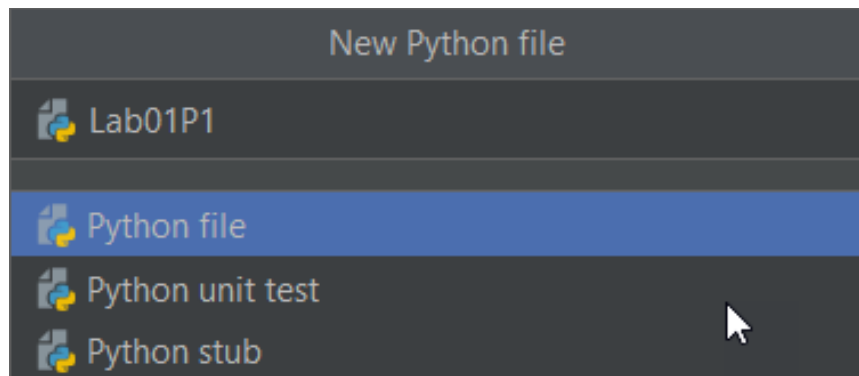 New Python file
Lab01P1
Python file
Python unit test
Python stub